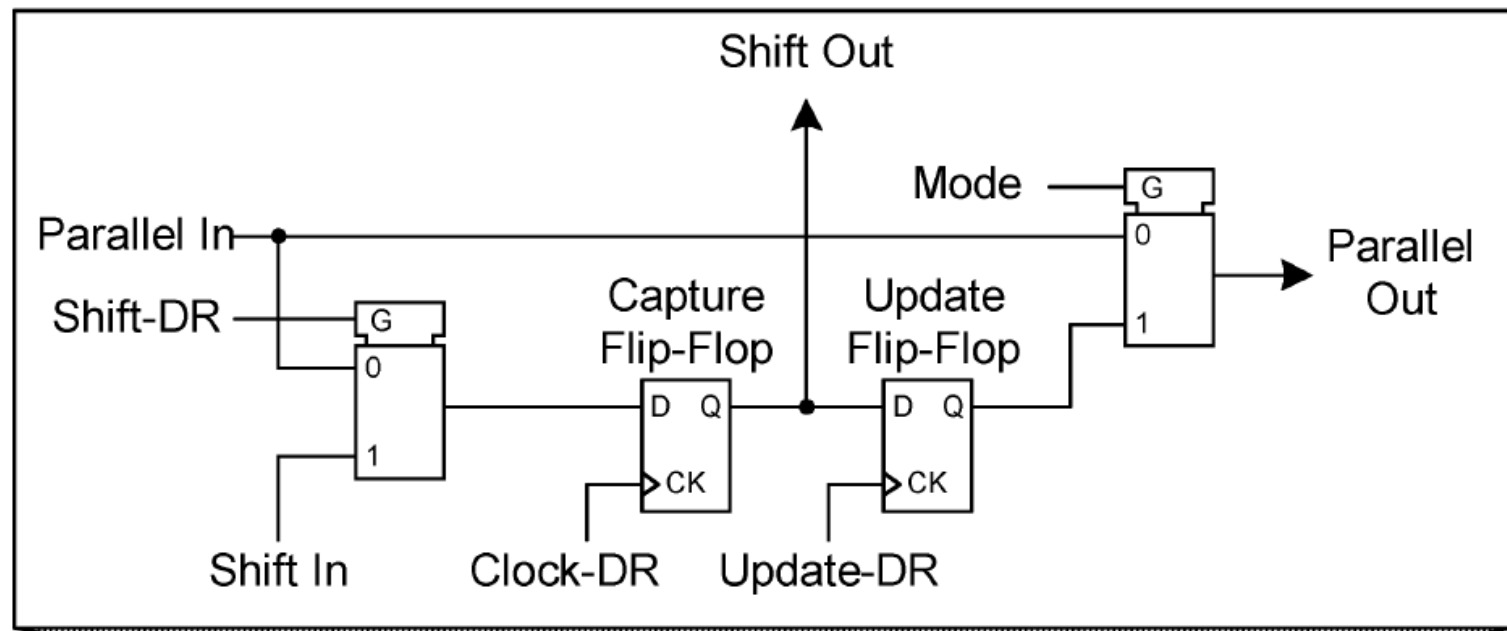 Shift Out
Mode
G
Parallel In
0
Parallel
Out
Shift-DR
G
Capture
Flip-Flop
Update
Flip-Flop
1
0
D Q
D Q
1
CK
CK
Shift In
Clock-DR
Update-DR